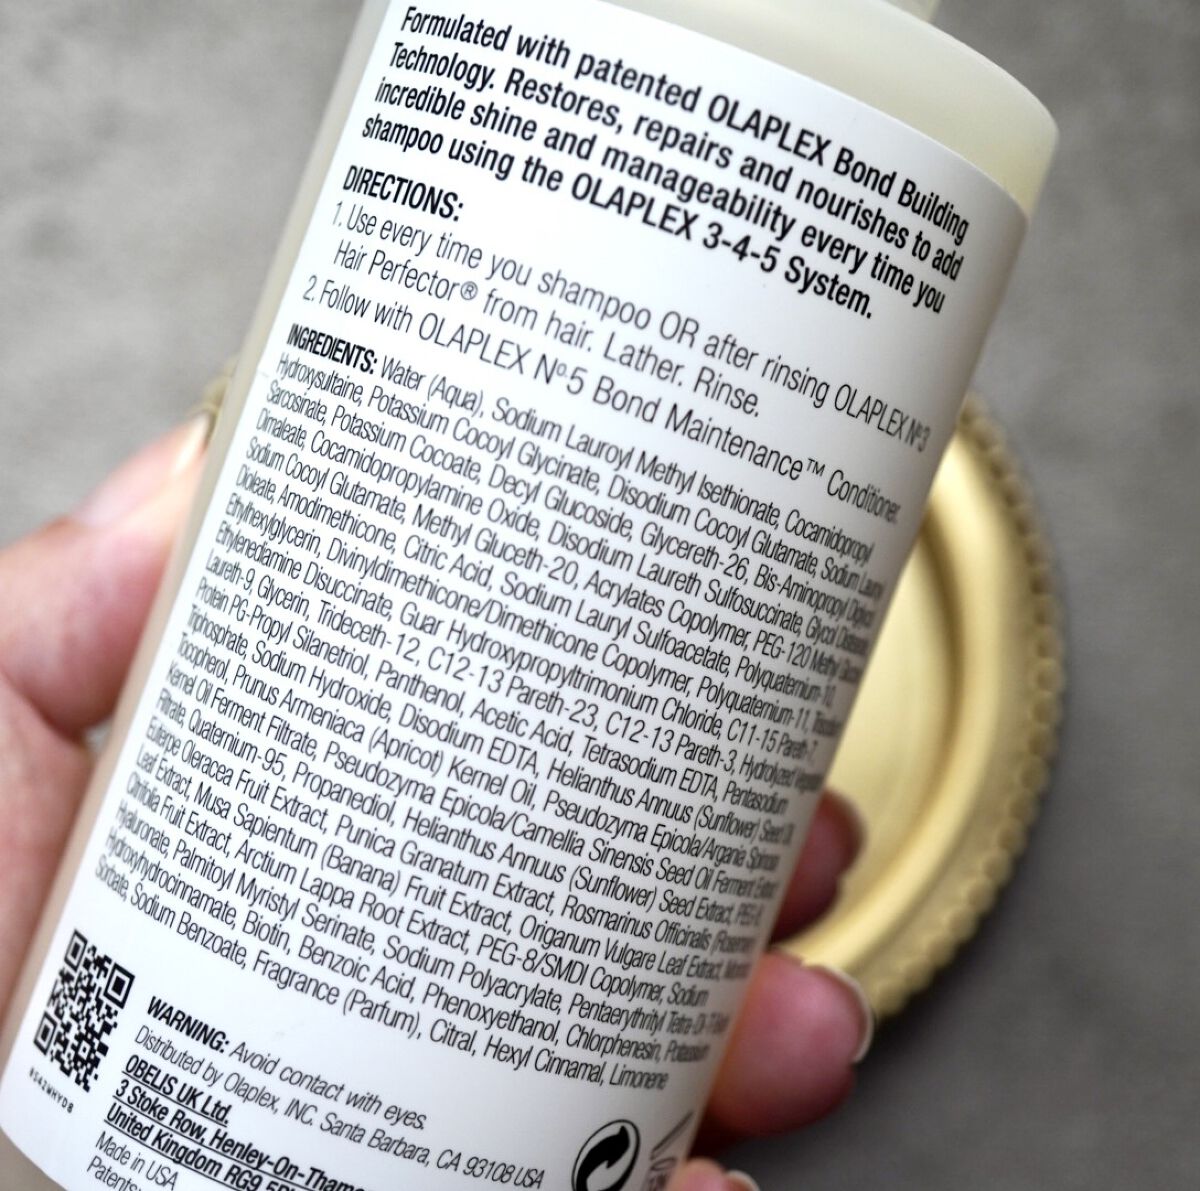 Formulated with patented OLAPLEX Bond Building
Technology. Restores, repairs and nourishes to add
incredible shine and manageability every time you
shampoo using the OLAPLEX 3-4-5 System.
DIRECTIONS:
1. Use every time you shampoo OR after rinsing OLAPLEX Nº3
Hair Perfector® from hair. Lather. Rinse.
2. Follow with OLAPLEX Nº.5 Bond Maintenance™ Conditioner.
INGREDIENTS: Water (Aqua), Sodium Lauroyl Methyl Isethionate, Cocamidopropyl
Hydroxysultaine, Potassium Cocoyl Glycinate, Disodium Cocoyl Glutamate, Sodium Lauroyl
Sarcosinate, Potassium Cocoate, Decyl Glucoside, Glycereth-26, Bis-Aminopropyl Diglycol
Dimaleate, Cocamidopropylamine Oxide, Disodium Laureth Sulfosuccinate, Glycol Distearate,
Sodium Cocoyl Glutamate, Methyl Gluceth-20, Acrylates Copolymer, PEG-120 Methyl Glucose
Dioleate, Amodimethicone, Citric Acid, Sodium Lauryl Sulfoacetate, Polyquaternium-10,
Ethylhexylglycerin, Divinyldimethicone/Dimethicone Copolymer, Polyquaternium-11, Trisodium
Ethylenediamine Disuccinate, Guar Hydroxypropyltrimonium Chloride, C11-15 Pareth-7,
Laureth-9, Glycerin, Trideceth-12, C12-13 Pareth-23, C12-13 Pareth-3, Hydrolyzed Vegetable
Protein PG-Propyl Silanetriol, Panthenol, Acetic Acid, Tetrasodium EDTA, Pentasodium
Triphosphate, Sodium Hydroxide, Disodium EDTA, Helianthus Annuus (Sunflower) Seed Oil,
Tocopherol, Prunus Armeniaca (Apricot) Kernel Oil, Pseudozyma Epicola/Argania Spinosa
Kernel Oil Ferment Filtrate, Pseudozyma Epicola/Camellia Sinensis Seed Oil Ferment Extract
Filtrate, Quaternium-95, Propanediol, Helianthus Annuus (Sunflower) Seed Extract,
Euterpe Oleracea Fruit Extract, Punica Granatum Extract, Rosmarinus Officinalis (Rosemary)
Leaf Extract, Musa Sapientum (Banana) Fruit Extract, Origanum Vulgare Leaf Extract,
Citrifolia Fruit Extract, Arctium Lappa Root Extract, PEG-8/SMDI Copolymer, Sodium
Hyaluronate, Palmitoyl Myristyl Serinate, Sodium Polyacrylate, Pentaerythrityl Tetra-Di-T-Butyl
Hydroxyhydrocinnamate, Biotin, Benzoic Acid, Phenoxyethanol, Chlorphenesin, Potassium
Sorbate, Sodium Benzoate, Fragrance (Parfum), Citral, Hexyl Cinnamal, Limonene
WARNING: Avoid contact with eyes.
Distributed by Olaplex, INC. Santa Barbara, CA 93108 USA
OBELIS UK Ltd.
3 Stoke Row, Henley-On-Thame
United Kingdom RG9
Made in USA
Patents: